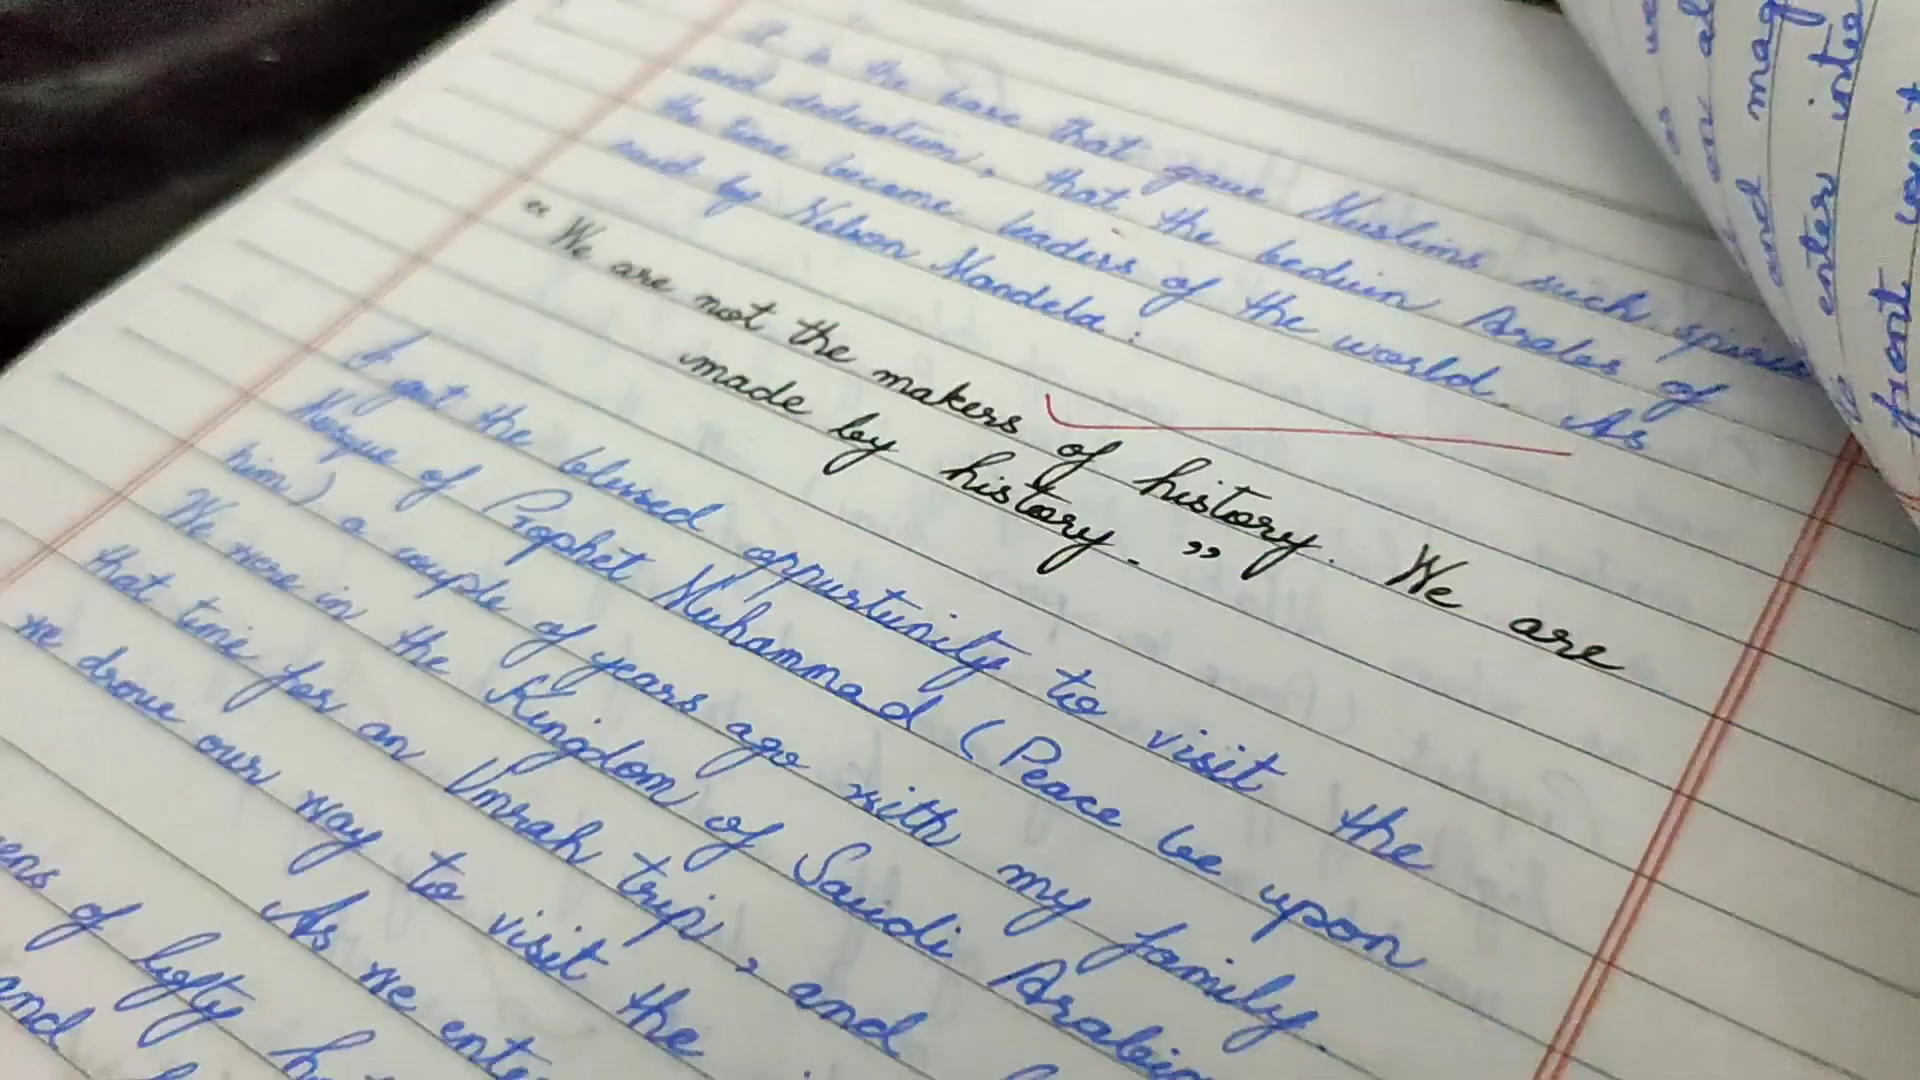 It is the base that gave Muslims such
and dedication, that the beduin Arabs of
the time became leaders of the world. As
said by Nelson Mandela:
"We are not the makers of history. We are
made by history."
I got the blessed oppurtunity to visit the
Mosque of Prophet Muhammad (Peace be upon
him) a couple of years ago with my family.
We were in the Kingdom of Saudi Arabia
that time for an Umrah trip, and
we drove our way to visit the
As we
of lofty
and
and
enter
front